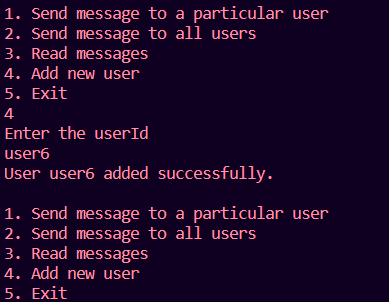 1. Send message to a particular user
2. Send message to all users
3. Read messages
4. Add new user
5. Exit
4
Enter the userId
user6
User user6 added successfully.

1. Send message to a particular user
2. Send message to all users
3. Read messages
4. Add new user
5. Exit